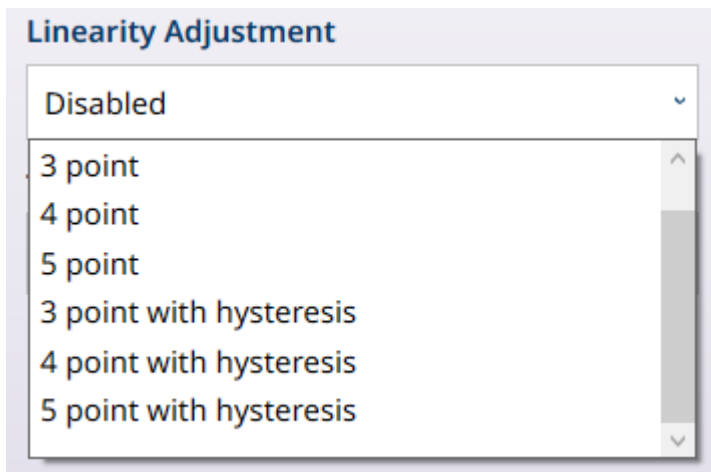 Linearity Adjustment
Disabled
3 point
4 point
5 point
3 point with hysteresis
4 point with hysteresis
5 point with hysteresis